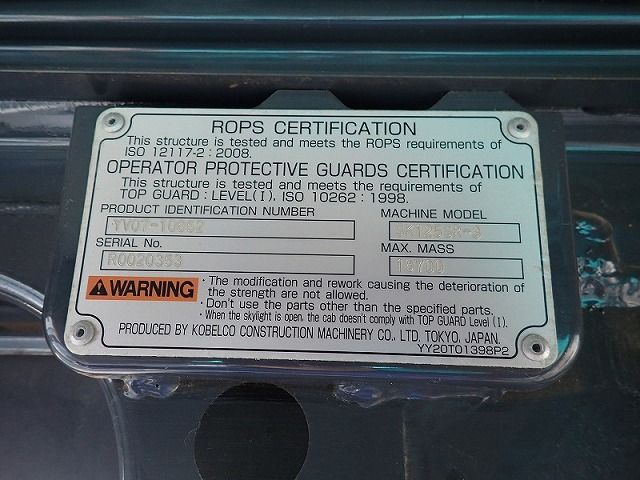 ROPS CERTIFICATION
This structure is tested and meets the ROPS requirements of
ISO 12117-2 : 2008.
OPERATOR PROTECTIVE GUARDS CERTIFICATION
This structure is tested and meets the requirements of
TOP GUARD : LEVEL(I), ISO 10262 : 1998.
PRODUCT IDENTIFICATION NUMBER
MACHINE MODEL
SERIAL No.
MAX. MASS
R0020353
WARNING
· The modification and rework causing the deterioration of
the strength are not allowed.
· Don't use the parts other than the specified parts.
· When the skylight is open, the cab doesn't comply with TOP GUARD Level (I).
PRODUCED BY KOBELCO CONSTRUCTION MACHINERY CO., LTD, TOKYO, JAPAN.
YY20T01398P2